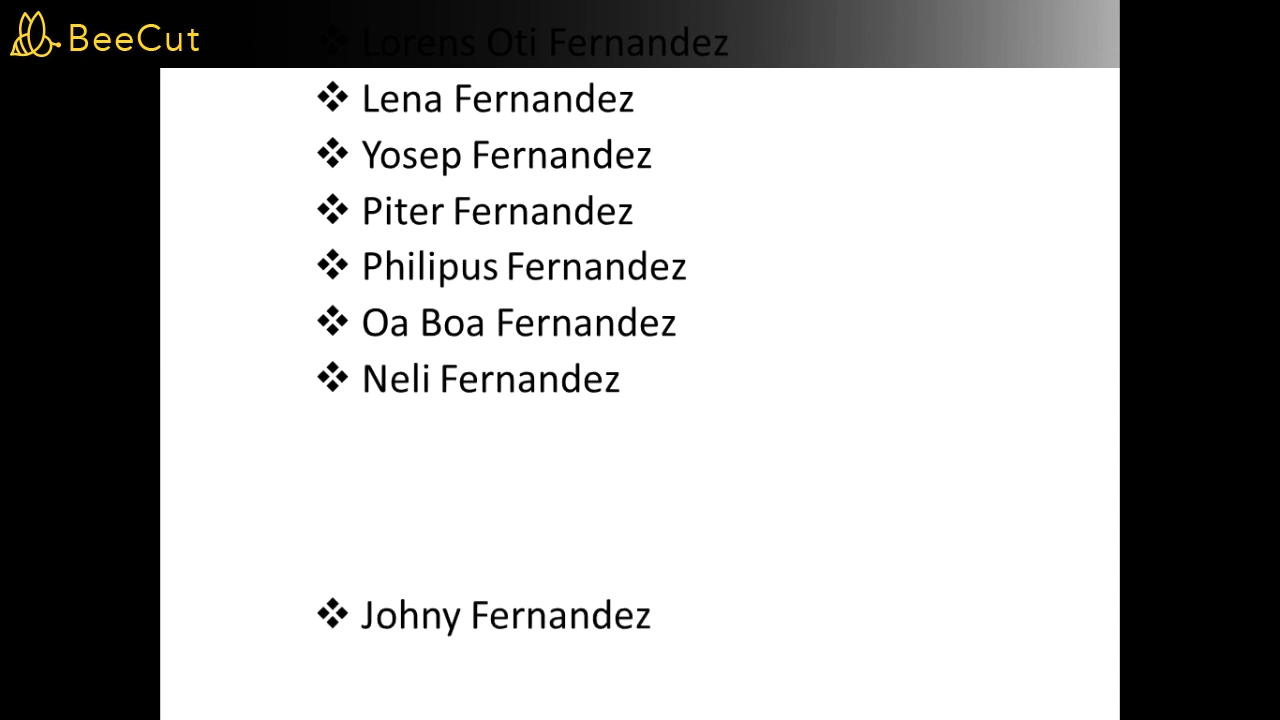 BeeCut
❖ Lorens Oti Fernandez
❖ Lena Fernandez
❖ Yosep Fernandez
❖ Piter Fernandez
❖ Philipus Fernandez
❖ Oa Boa Fernandez
❖ Neli Fernandez
❖ Johny Fernandez